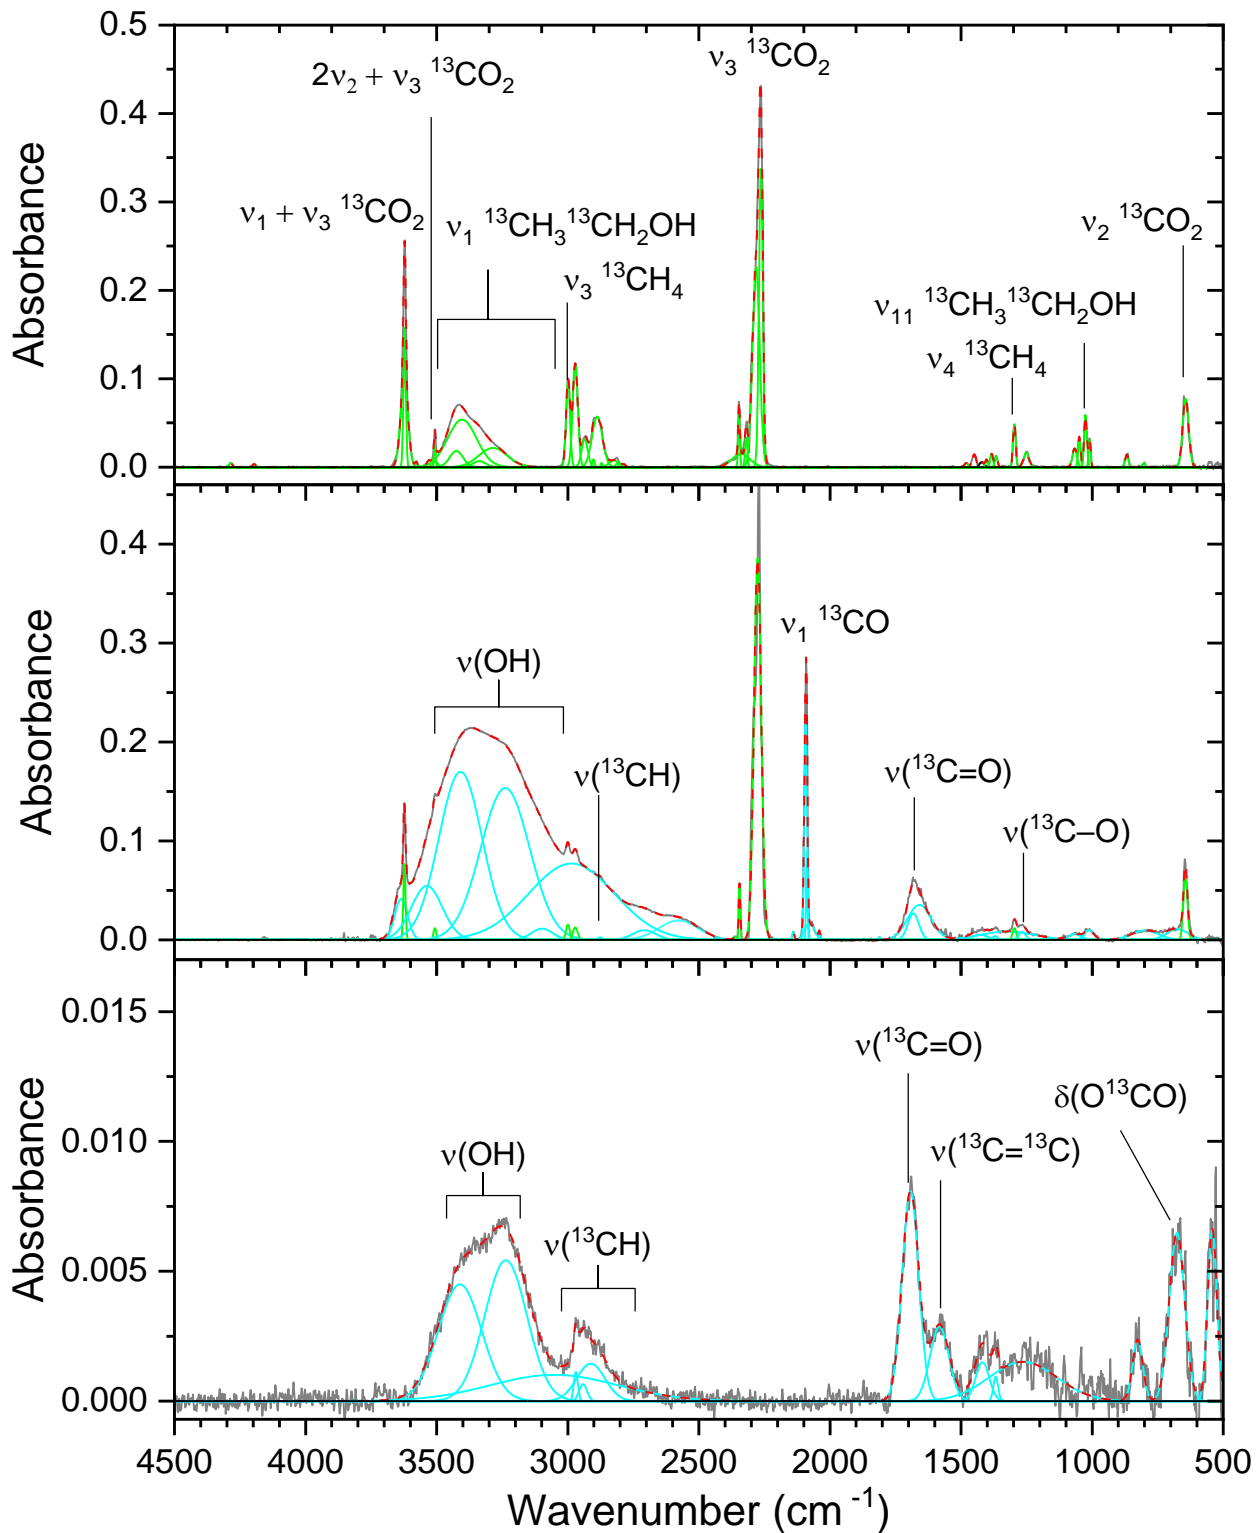 0.5
ν₃ ¹³CO₂
2ν₂ + ν₃ ¹³CO₂
0.4
Absorbance
0.3
ν₁ + ν₃ ¹³CO₂
ν₁ ¹³CH₃¹³CH₂OH
ν₂ ¹³CO₂
0.2
ν₃ ¹³CH₄
ν₁₁ ¹³CH₃¹³CH₂OH
ν₄ ¹³CH₄
0.1
0.0
0.4
Absorbance
0.3
ν₁ ¹³CO
ν(OH)
0.2
ν(¹³CH)
ν(¹³C=O)
ν(¹³C–O)
0.1
0.0
0.015
Absorbance
ν(¹³C=O)
δ(O¹³CO)
0.010
ν(OH)
ν(¹³C=¹³C)
ν(¹³CH)
0.005
0.000
4500 4000 3500 3000 2500 2000 1500 1000 500
Wavenumber (cm⁻¹)